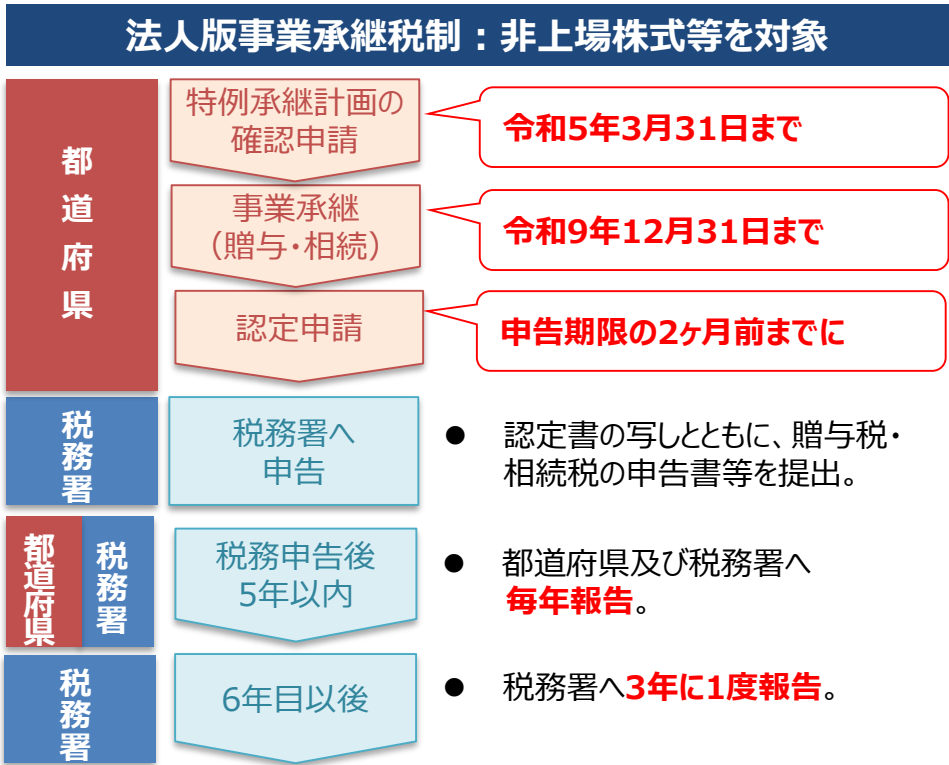 法人版事業承継税制：非上場株式等を対象
都道府県
特例承継計画の
確認申請
令和5年3月31日まで
事業承継
（贈与・相続）
令和9年12月31日まで
認定申請
申告期限の2ヶ月前までに
税務署
税務署へ
申告
● 認定書の写しとともに、贈与税・
相続税の申告書等を提出。
都道府県
税務署
税務申告後
5年以内
● 都道府県及び税務署へ
毎年報告。
税務署
6年目以後
● 税務署へ3年に1度報告。